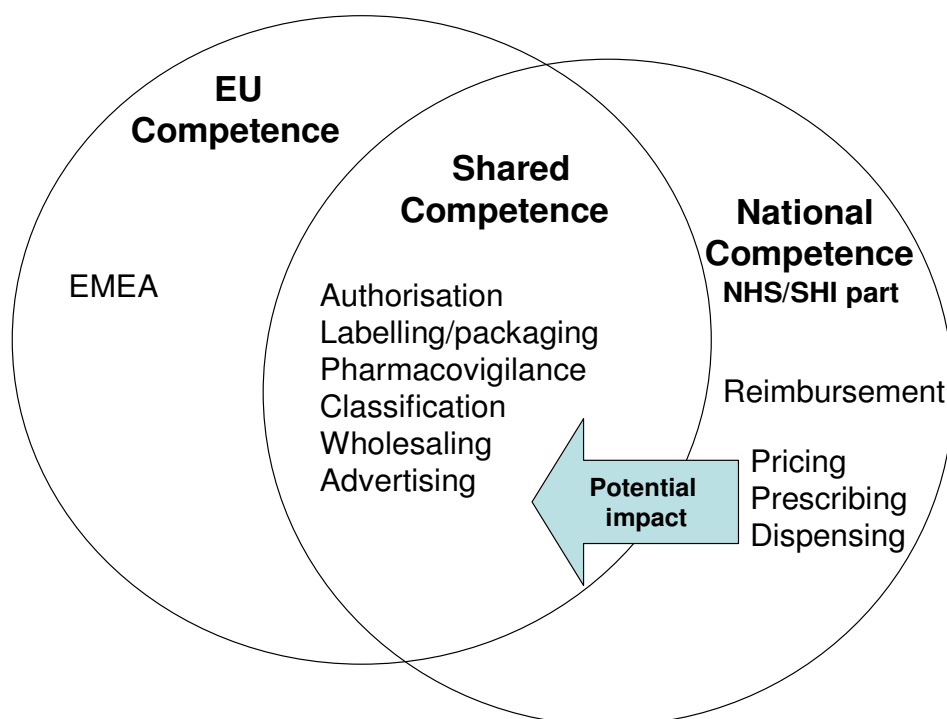 EU
Competence
EMEA
Shared
Competence
Authorisation
Labelling/packaging
Pharmacovigilance
Classification
Wholesaling
Advertising
Potential
impact
National
Competence
NHS/SHI part
Reimbursement
Pricing
Prescribing
Dispensing